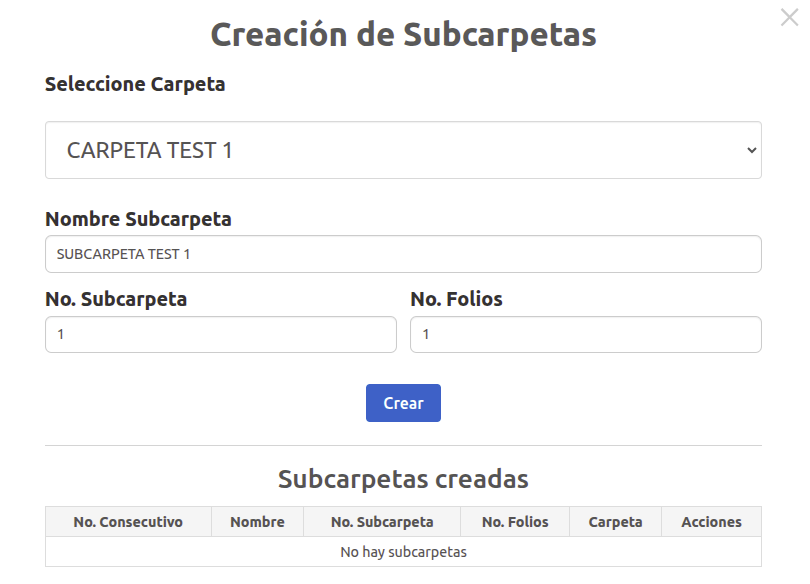 Creación de Subcarpetas
Seleccione Carpeta
CARPETA TEST 1
Nombre Subcarpeta
SUBCARPETA TEST 1
No. Subcarpeta No. Folios
1 1
Crear
Subcarpetas creadas
No. Consecutivo Nombre No. Subcarpeta No. Folios Carpeta Acciones
No hay subcarpetas